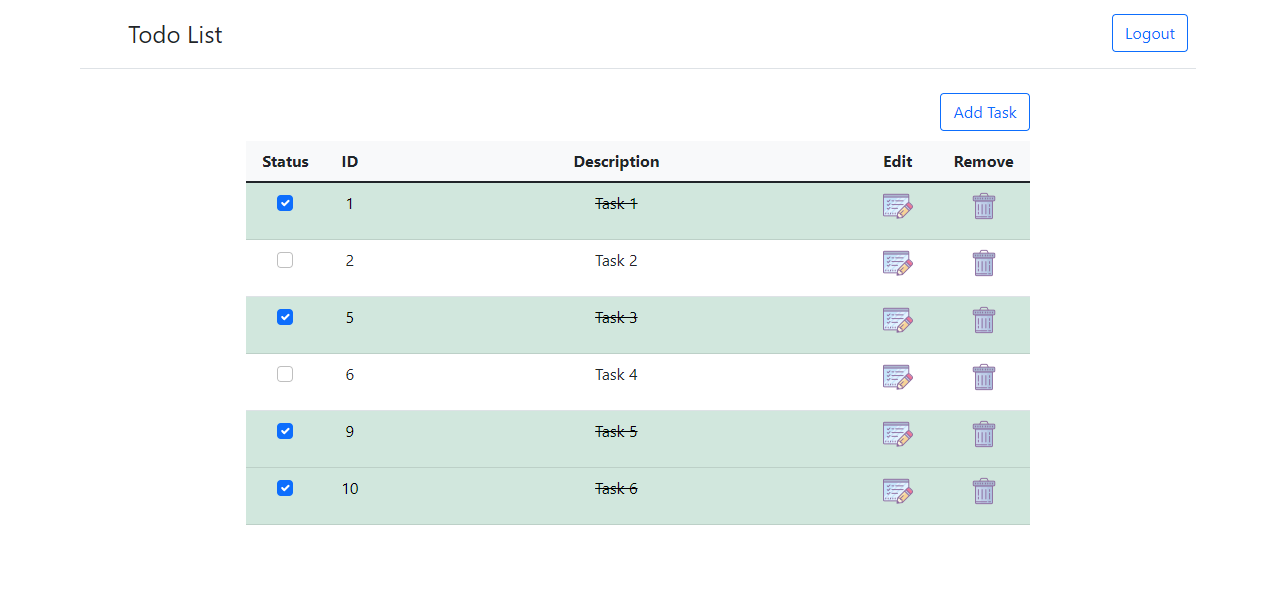 Todo List Logout
Add Task
Status ID Description Edit Remove
1 Task 1
2 Task 2
5 Task 3
6 Task 4
9 Task 5
10 Task 6